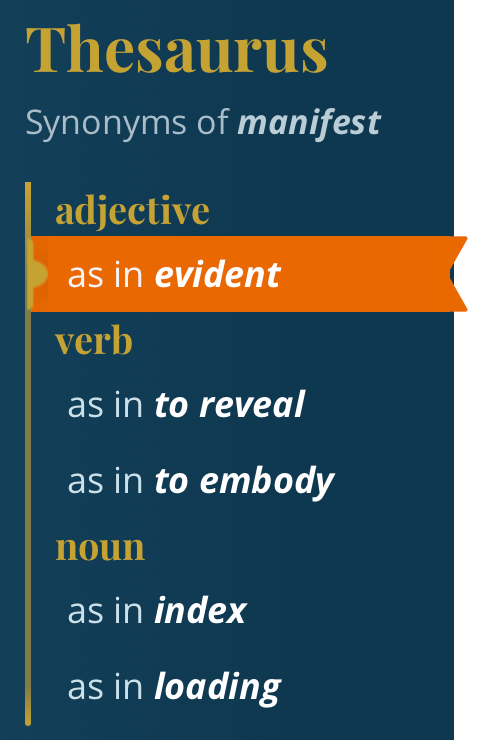 Thesaurus
Synonyms of manifest
adjective
as in evident
verb
as in to reveal
as in to embody
noun
as in index
as in loading